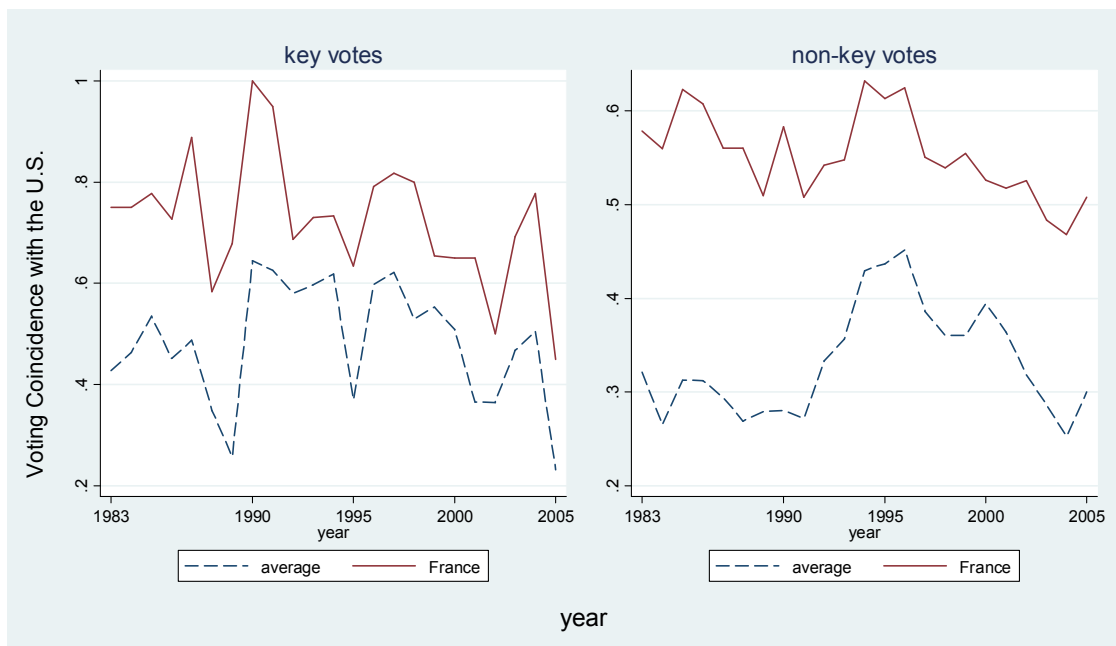 key votes
non-key votes
Voting Coincidence with the U.S.
1
.8
.6
.4
.2
1983 1990 1995 2000 2005
year
average France
.6
.5
.4
.3
.2
1983 1990 1995 2000 2005
year
average France
year